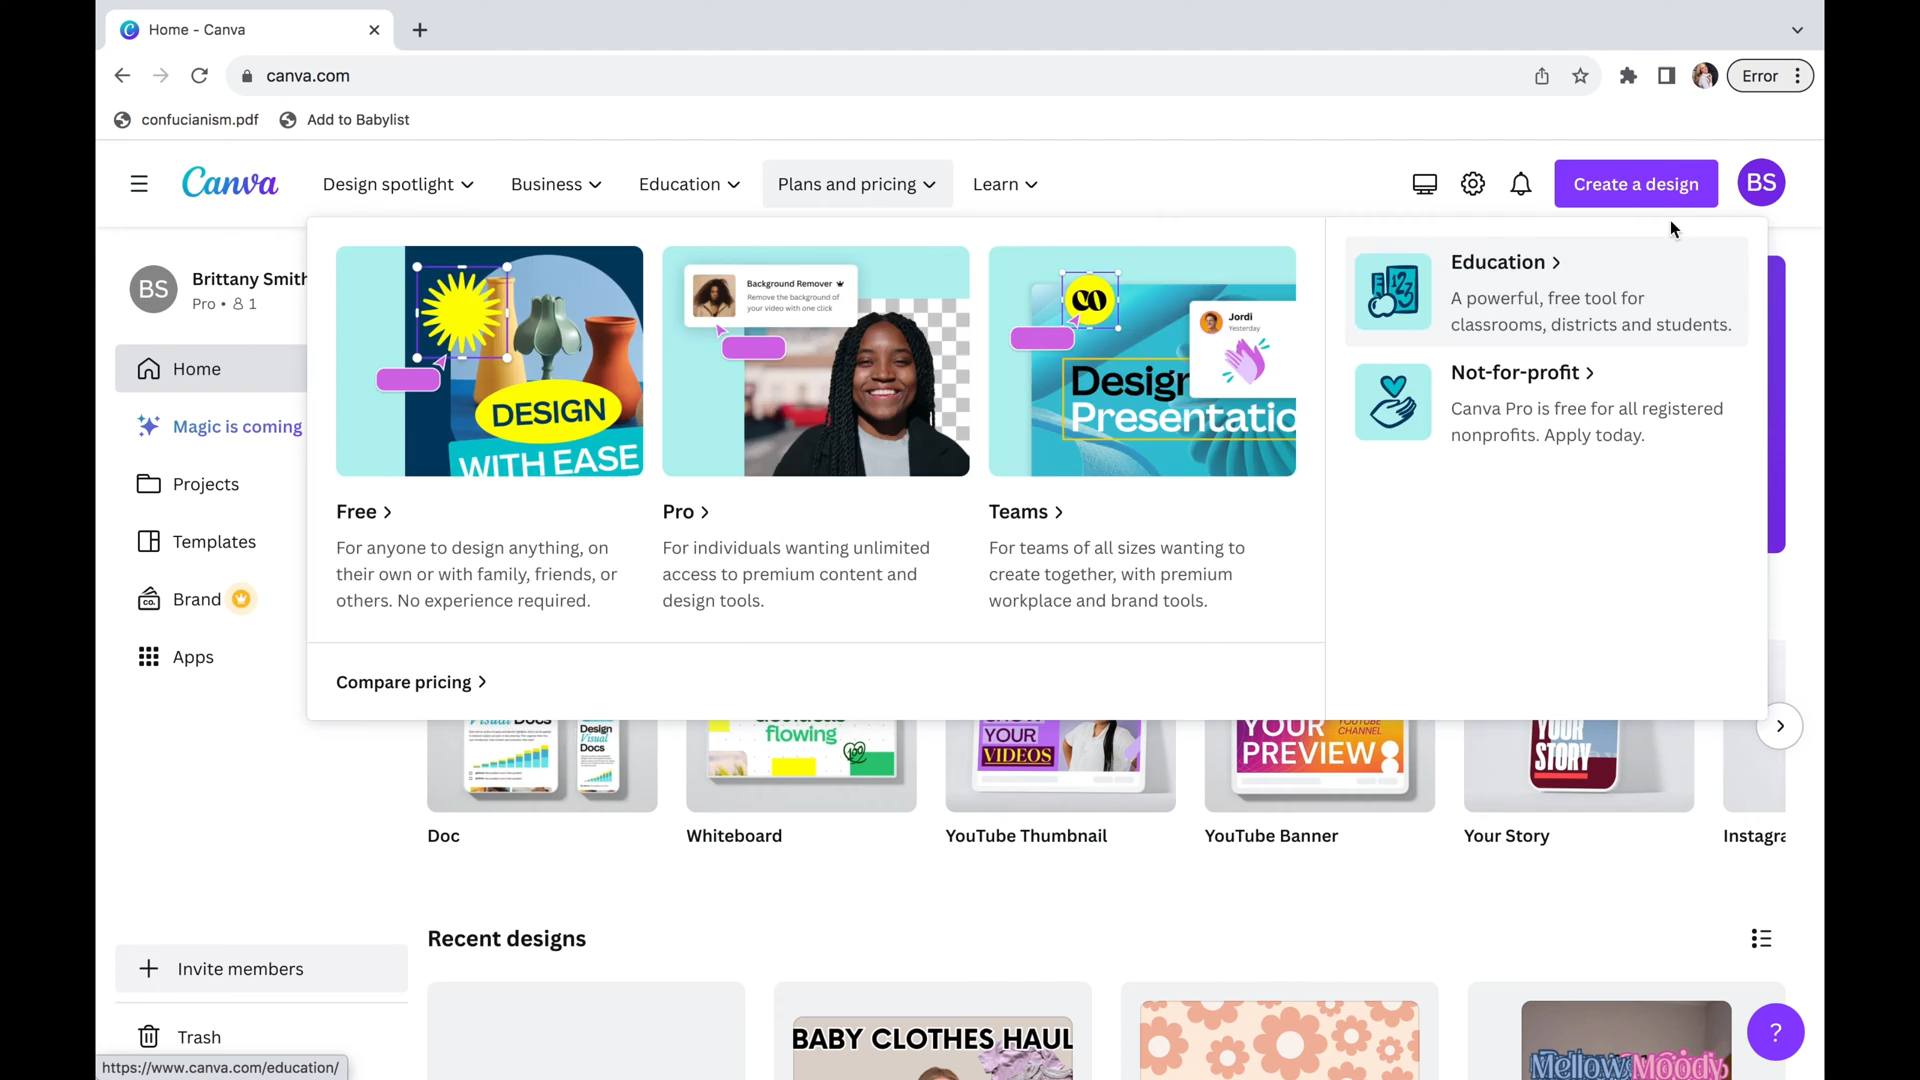 Home - Canva
canva.com
Error
confucianism.pdf
Add to Babylist
Canva
Design spotlight
Business
Education
Plans and pricing
Learn
Create a design
BS
BS
Brittany Smith
Pro • 1
Home
Magic is coming
Projects
Templates
Brand
co.
Apps
DESIGN
WITH EASE
Background Remover
Remove the background of
your video with one click
co
Jordi
Yesterday
Design
Presentatio
Free
For anyone to design anything, on
their own or with family, friends, or
others. No experience required.
Pro
For individuals wanting unlimited
access to premium content and
design tools.
Teams
For teams of all sizes wanting to
create together, with premium
workplace and brand tools.
Compare pricing
Education
A powerful, free tool for
classrooms, districts and students.
123
Not-for-profit
Canva Pro is free for all registered
nonprofits. Apply today.
Visual Docs
Design
Visual
Docs
flowing
100
YOUR
VIDEOS
YOUR
YOUTUBE
CHANNEL
PREVIEW
YOUR
STORY
Doc
Whiteboard
YouTube Thumbnail
YouTube Banner
Your Story
Instagra
Recent designs
BABY CLOTHES HAUL
Mellow Moody
Invite members
Trash
?
https://www.canva.com/education/